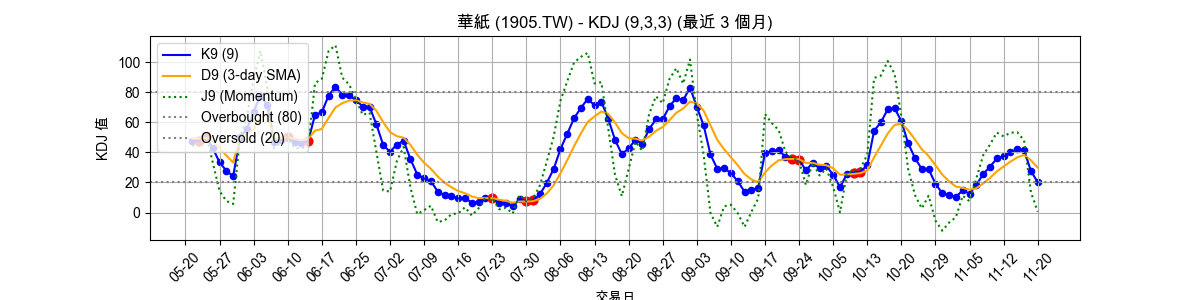 華紙 (1905.TW) - KDJ (9,3,3) (最近 3 個月)
KDJ 值
100
80
60
40
20
0
K9 (9)
D9 (3-day SMA)
J9 (Momentum)
Overbought (80)
Oversold (20)
05-20 05-27 06-03 06-10 06-17 06-25 07-02 07-09 07-16 07-23 07-30 08-06 08-13 08-20 08-27 09-03 09-10 09-17 09-24 10-05 10-13 10-20 10-29 11-05 11-12 11-20
交易日